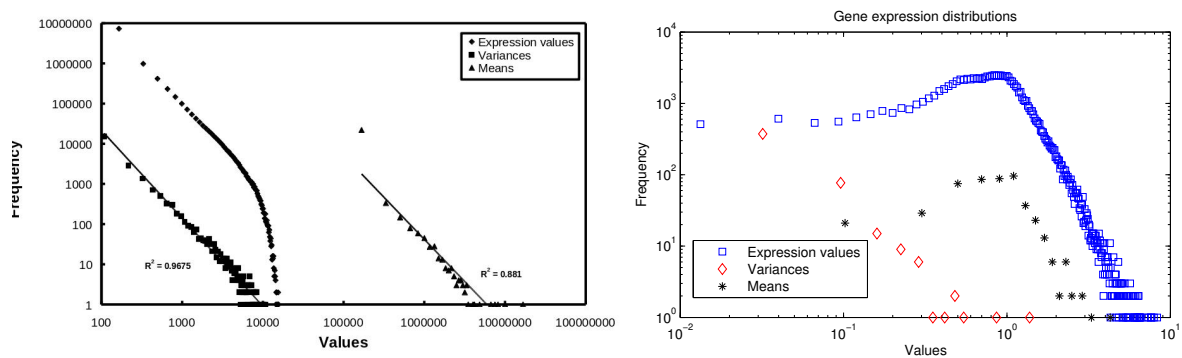 10000000
1000000
100000
10000
1000
100
10
1
Frequency
Expression values
Variances
Means
R² = 0.9675
R² = 0.881
100
1000
10000
100000
1000000
10000000
100000000
Values
Gene expression distributions
10⁴
10³
10²
10¹
10⁰
Frequency
Expression values
Variances
Means
10⁻²
10⁻¹
10⁰
10¹
Values